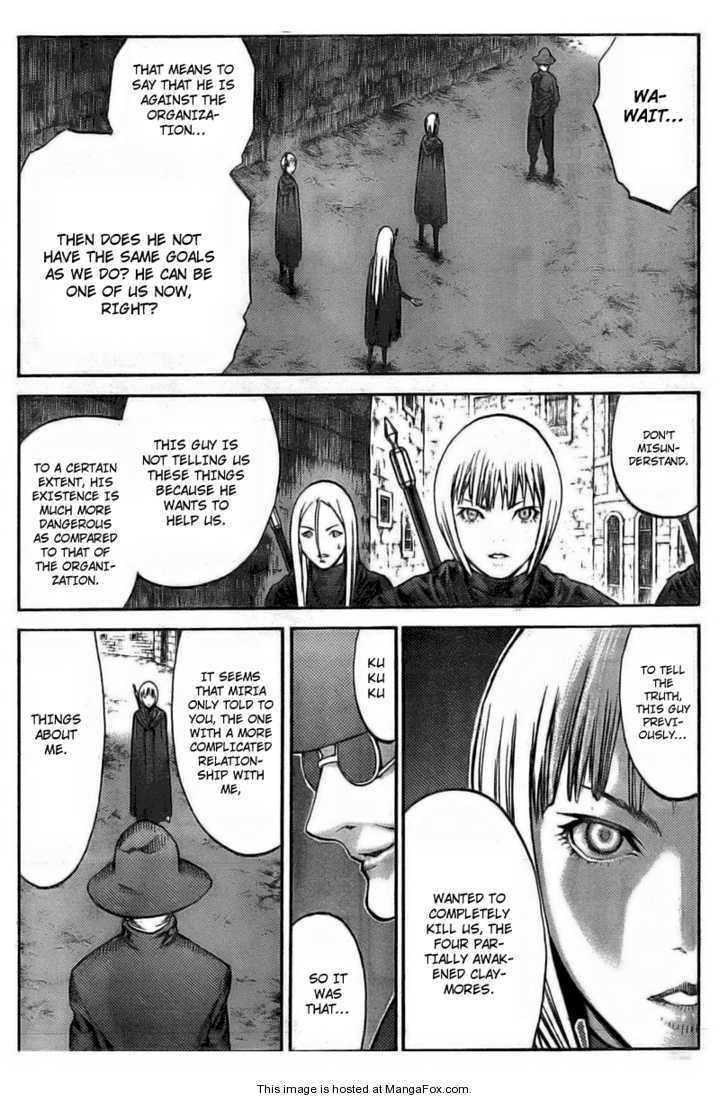 WA-
WAIT...
THAT MEANS TO
SAY THAT HE IS
AGAINST THE
ORGANIZA-
TION...
THEN DOES HE NOT
HAVE THE SAME GOALS
AS WE DO? HE CAN BE
ONE OF US NOW,
RIGHT?
DON'T
MISUN-
DERSTAND.
THIS GUY IS
NOT TELLING US
THESE THINGS
BECAUSE HE
WANTS TO
HELP US.
TO A CERTAIN
EXTENT, HIS
EXISTENCE IS
MUCH MORE
DANGEROUS
AS COMPARED
TO THAT OF
THE ORGANI-
ZATION.
TO TELL
THE
TRUTH,
THIS GUY
PREVI-
OUSLY...
WANTED TO
COMPLETELY
KILL US, THE
FOUR PAR-
TIALLY AWAK-
ENED CLAY-
MORES.
KU
KU
KU
SO IT
WAS
THAT...
IT SEEMS
THAT MIRIA
ONLY TOLD TO
YOU, THE ONE
WITH A MORE
COMPLICATED
RELATION-
SHIP WITH
ME,
THINGS
ABOUT
ME.
This image is hosted at MangaFox.com.